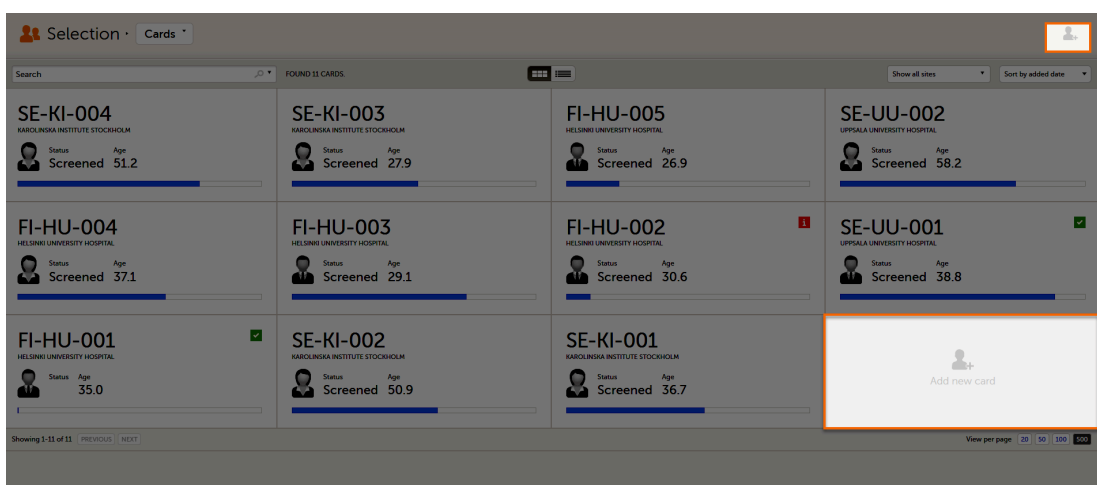 Selection · Cards
Search
FOUND 11 CARDS.
Show all sites
Sort by added date
SE-KI-004
KAROLINSKA INSTITUTE STOCKHOLM
Status Age
Screened 51.2
SE-KI-003
KAROLINSKA INSTITUTE STOCKHOLM
Status Age
Screened 27.9
FI-HU-005
HELSINKI UNIVERSITY HOSPITAL
Status Age
Screened 26.9
SE-UU-002
UPPSALA UNIVERSITY HOSPITAL
Status Age
Screened 58.2
FI-HU-004
HELSINKI UNIVERSITY HOSPITAL
Status Age
Screened 37.1
FI-HU-003
HELSINKI UNIVERSITY HOSPITAL
Status Age
Screened 29.1
FI-HU-002
HELSINKI UNIVERSITY HOSPITAL
Status Age
Screened 30.6
SE-UU-001
UPPSALA UNIVERSITY HOSPITAL
Status Age
Screened 38.8
FI-HU-001
HELSINKI UNIVERSITY HOSPITAL
Status Age
35.0
SE-KI-002
KAROLINSKA INSTITUTE STOCKHOLM
Status Age
Screened 50.9
SE-KI-001
KAROLINSKA INSTITUTE STOCKHOLM
Status Age
Screened 36.7
Add new card
Showing 1-11 of 11 PREVIOUS NEXT
View per page 20 50 100 500